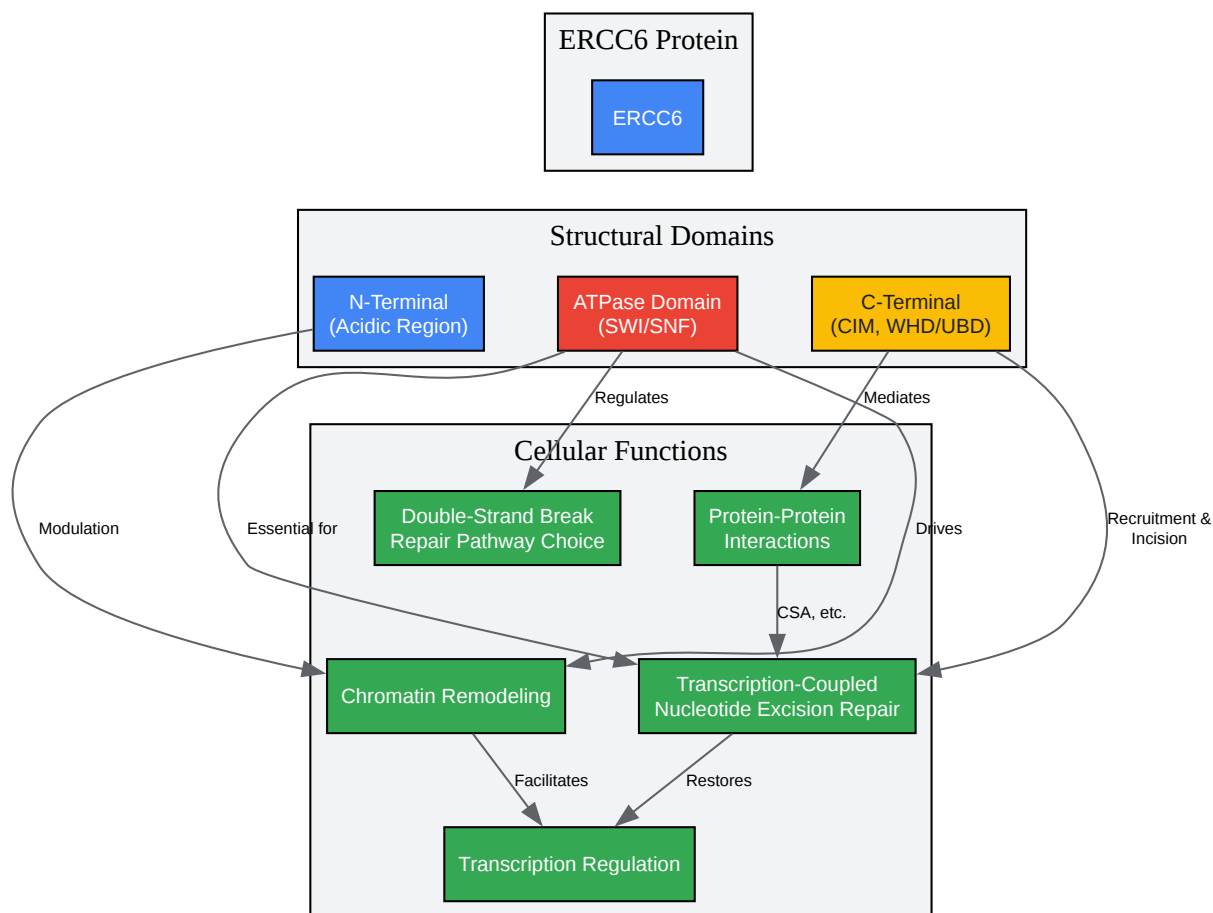 ERCC6 Protein
ERCC6
Structural Domains
N-Terminal
(Acidic Region)
ATPase Domain
(SWI/SNF)
C-Terminal
(CIM, WHD/UBD)
Regulates
Mediates
Cellular Functions
Double-Strand Break
Repair Pathway Choice
Protein-Protein
Interactions
Modulation
Essential for
Drives
Recruitment &
Incision
CSA, etc.
Chromatin Remodeling
Transcription-Coupled
Nucleotide Excision Repair
Facilitates
Restores
Transcription Regulation